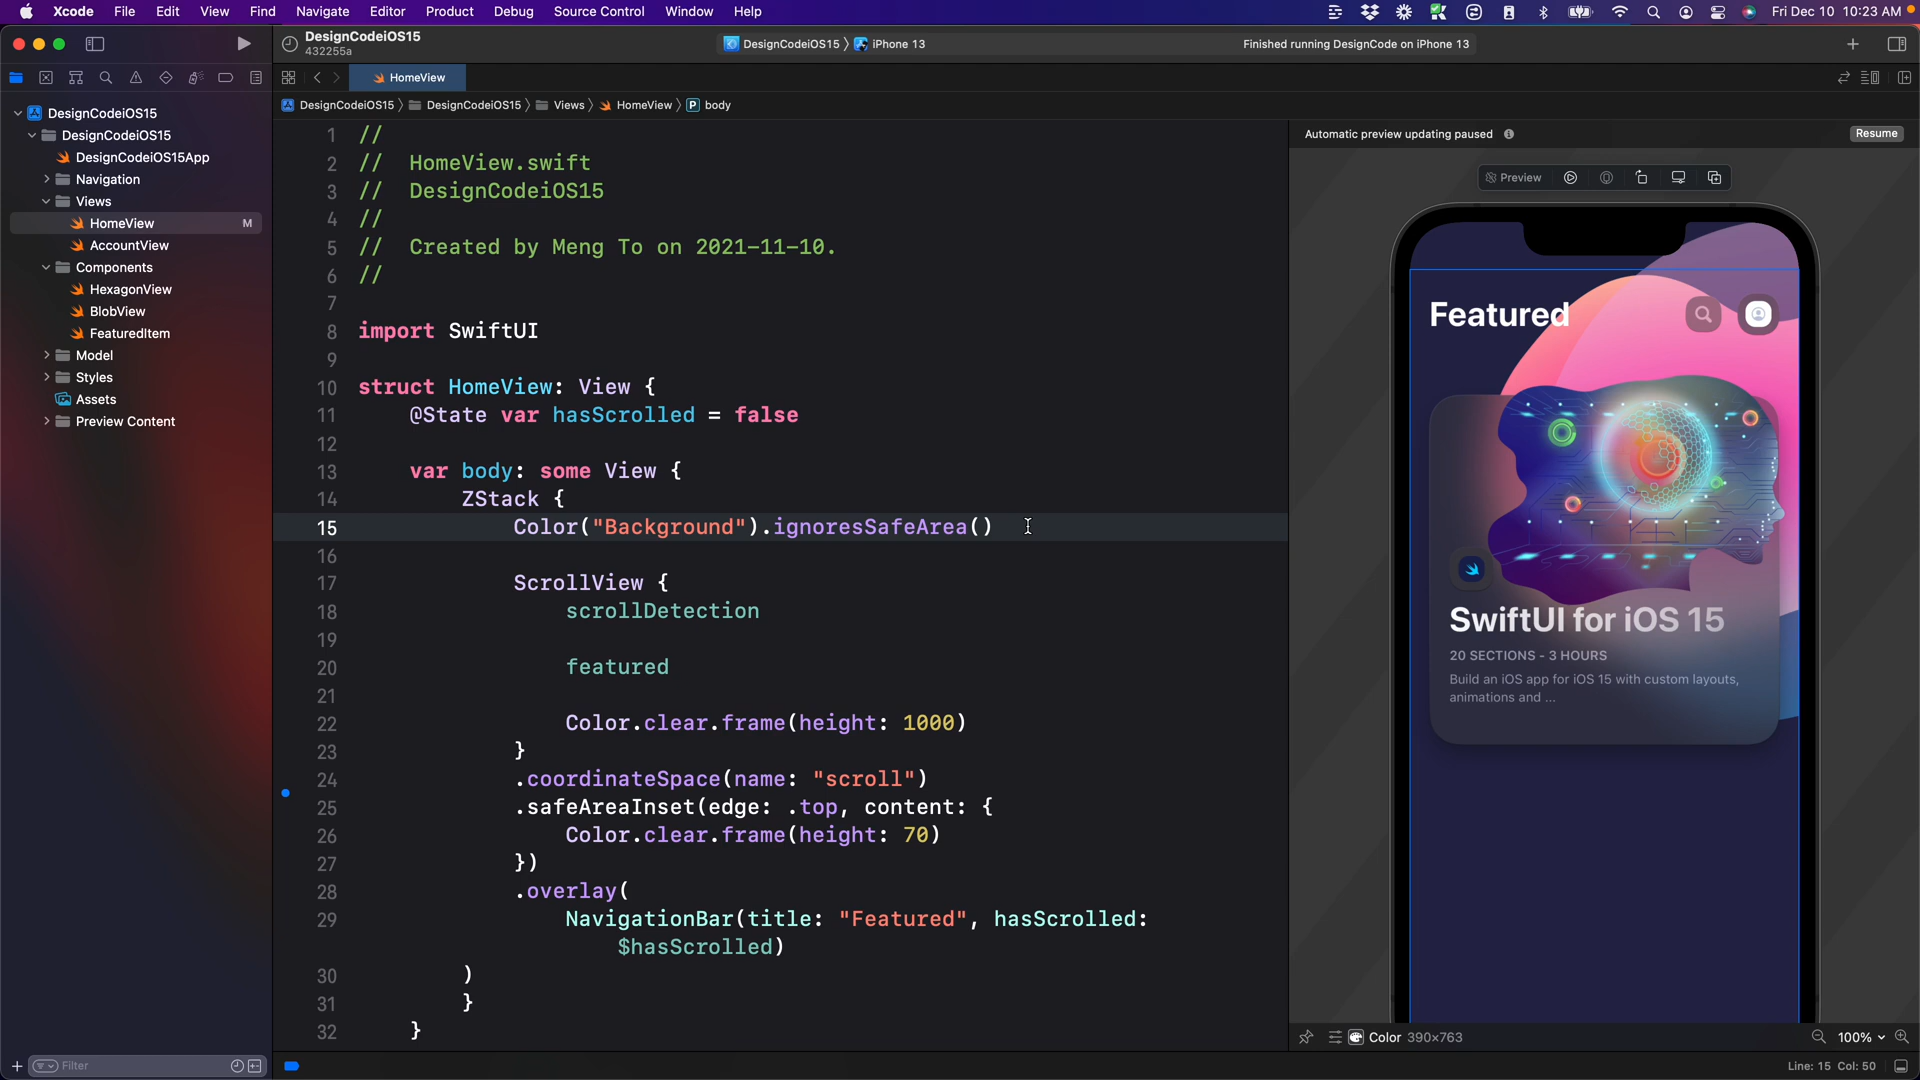 Xcode File Edit View Find Navigate Editor Product Debug Source Control Window Help Fri Dec 10 10:23 AM
DesignCodeiOS15
432255a
DesignCodeiOS15 iPhone 13
Finished running DesignCode on iPhone 13
HomeView
DesignCodeiOS15 DesignCodeiOS15 Views HomeView P body
DesignCodeiOS15
DesignCodeiOS15
DesignCodeiOS15App
Navigation
Views
HomeView M
AccountView
Components
HexagonView
BlobView
FeaturedItem
Model
Styles
Assets
Preview Content
Filter
1 //
2 //  HomeView.swift
3 //  DesignCodeiOS15
4 //
5 //  Created by Meng To on 2021-11-10.
6 //
7
8 import SwiftUI
9
10 struct HomeView: View {
11     @State var hasScrolled = false
12
13     var body: some View {
14         ZStack {
15             Color("Background").ignoresSafeArea()
16
17             ScrollView {
18                 scrollDetection
19
20                 featured
21
22                 Color.clear.frame(height: 1000)
23             }
24             .coordinateSpace(name: "scroll")
25             .safeAreaInset(edge: .top, content: {
26                 Color.clear.frame(height: 70)
27             })
28             .overlay(
29                 NavigationBar(title: "Featured", hasScrolled:
                    $hasScrolled)
30         )
31         }
32     }
Automatic preview updating paused
Resume
Preview
Featured
SwiftUI for iOS 15
20 SECTIONS - 3 HOURS
Build an iOS app for iOS 15 with custom layouts,
animations and ...
Color 390×763
100%
Line: 15 Col: 50